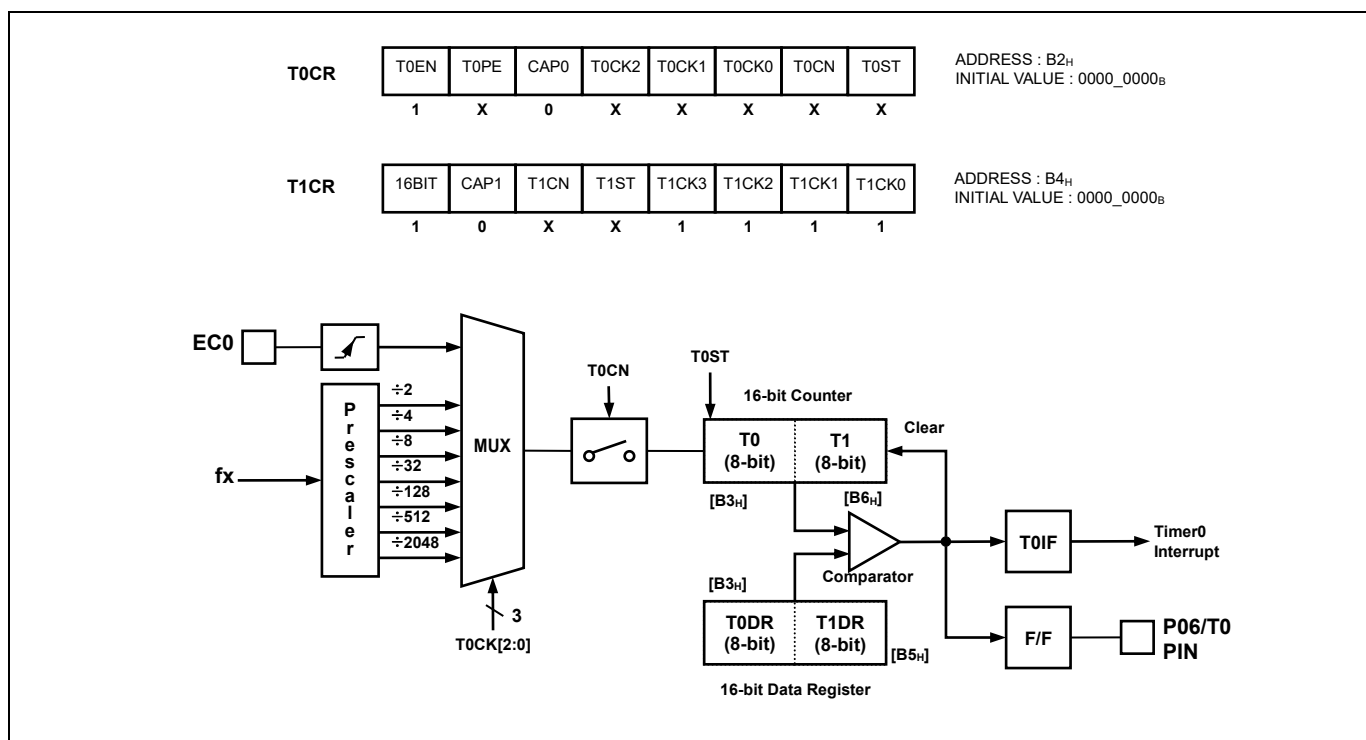 T0CR
T0EN T0PE CAP0 T0CK2 T0CK1 T0CK0 T0CN T0ST
ADDRESS : B2H
INITIAL VALUE : 0000_0000B
1 X 0 X X X X X
T1CR
16BIT CAP1 T1CN T1ST T1CK3 T1CK2 T1CK1 T1CK0
ADDRESS : B4H
INITIAL VALUE : 0000_0000B
1 0 X X 1 1 1 1
EC0
fx
Prescaler
÷2
÷4
÷8
÷32
÷128
÷512
÷2048
MUX
3
T0CK[2:0]
T0CN
T0ST
16-bit Counter
T0
(8-bit)
T1
(8-bit)
Clear
[B3H]
[B6H]
Comparator
[B3H]
T0DR
(8-bit)
T1DR
(8-bit)
[B5H]
16-bit Data Register
T0IF
Timer0
Interrupt
F/F
P06/T0
PIN